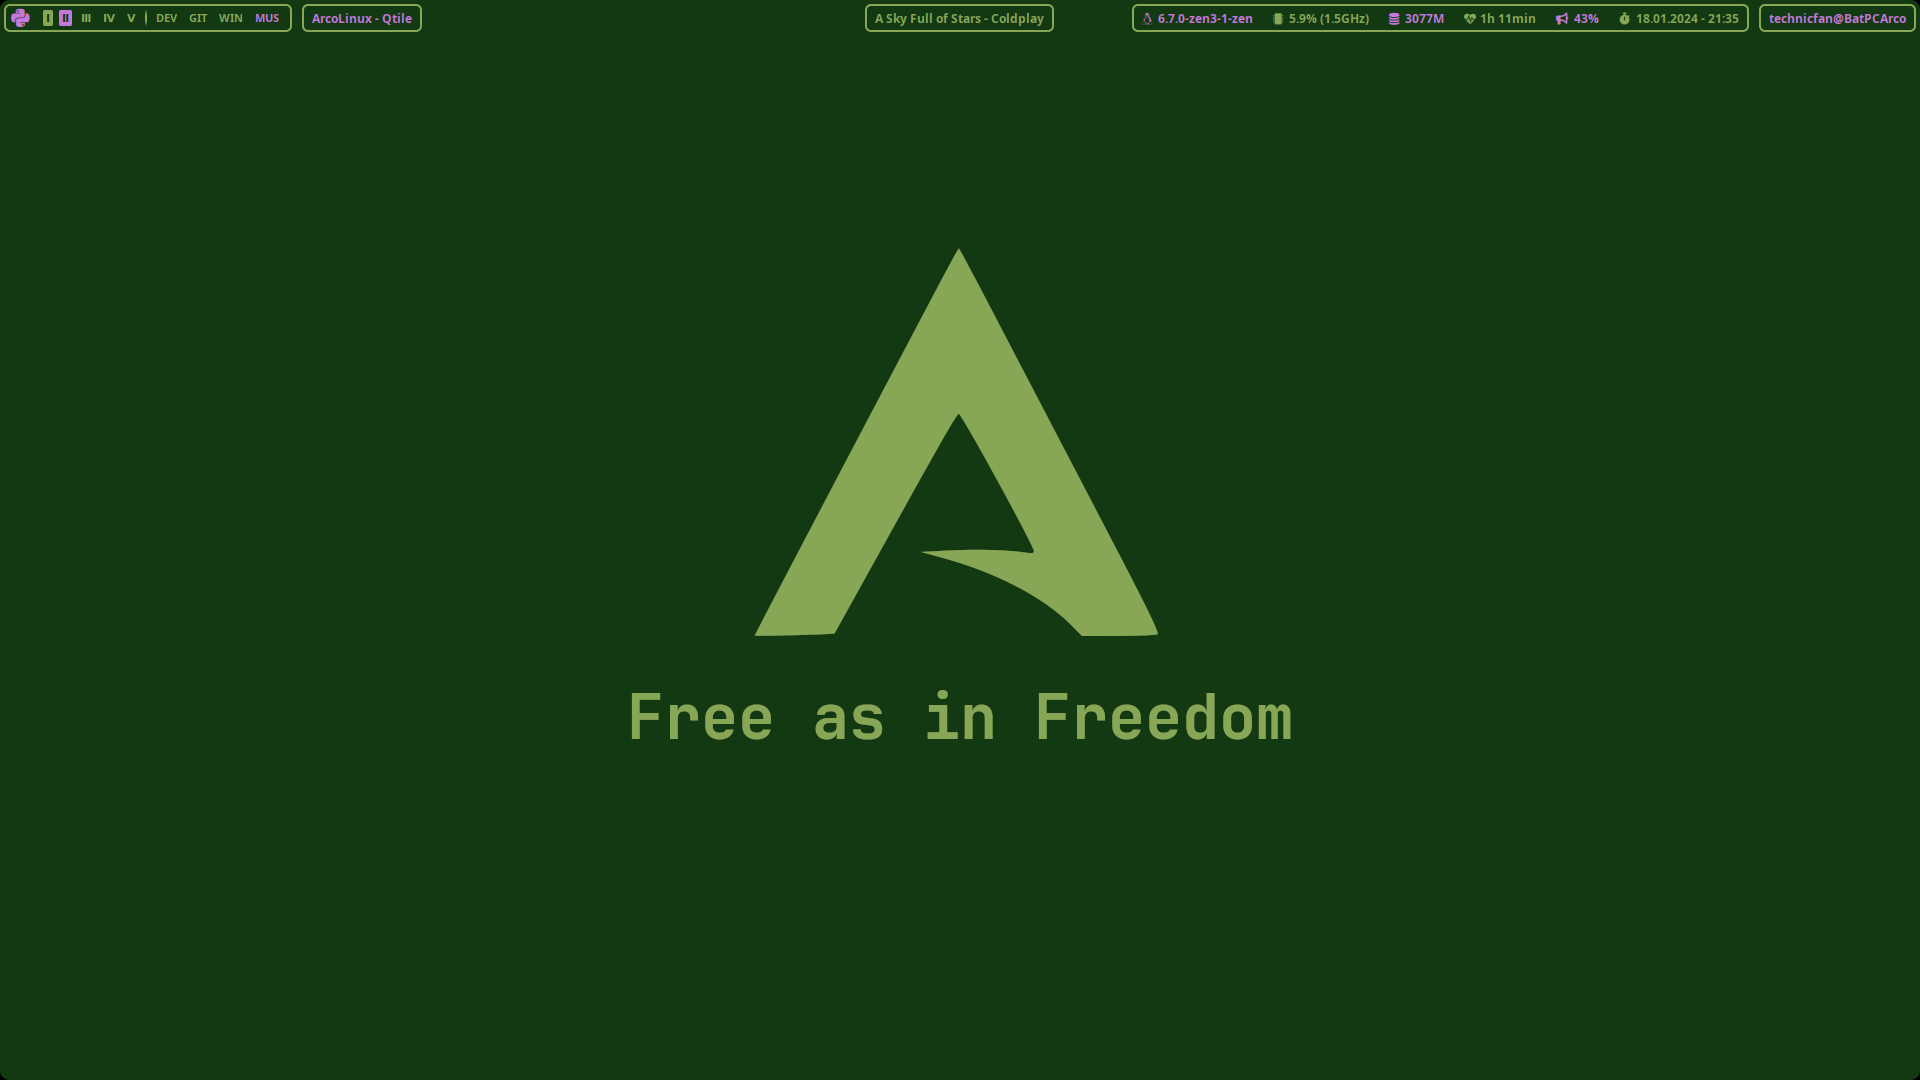 I II III IV V | DEV GIT WIN MUS
ArcoLinux - Qtile
A Sky Full of Stars - Coldplay
6.7.0-zen3-1-zen 5.9% (1.5GHz) 3077M 1h 11min 43% 18.01.2024 - 21:35
technicfan@BatPCArco
Free as in Freedom